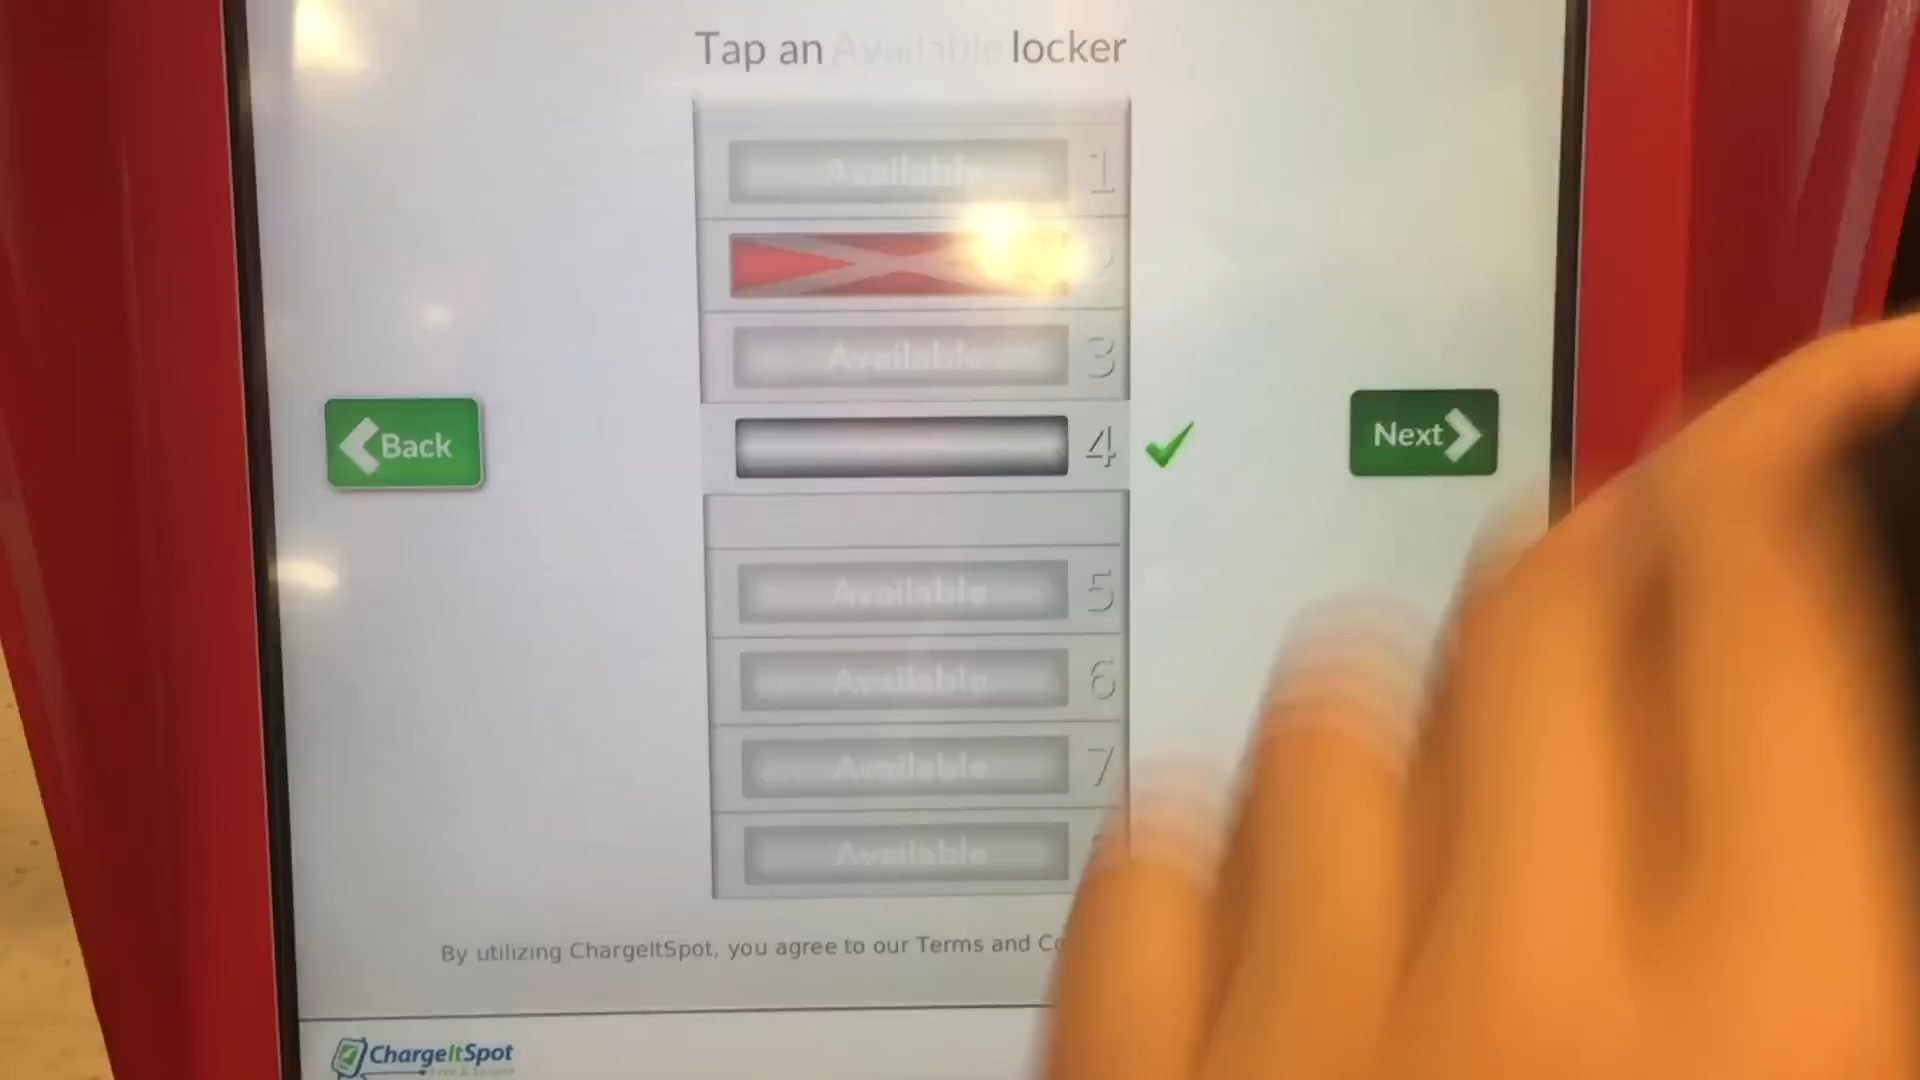 Tap an Available locker
Available 1
2
Available 3
4
Back
Next
Available 5
Available 6
Available 7
Available
By utilizing ChargeItSpot, you agree to our Terms and
ChargeItSpot